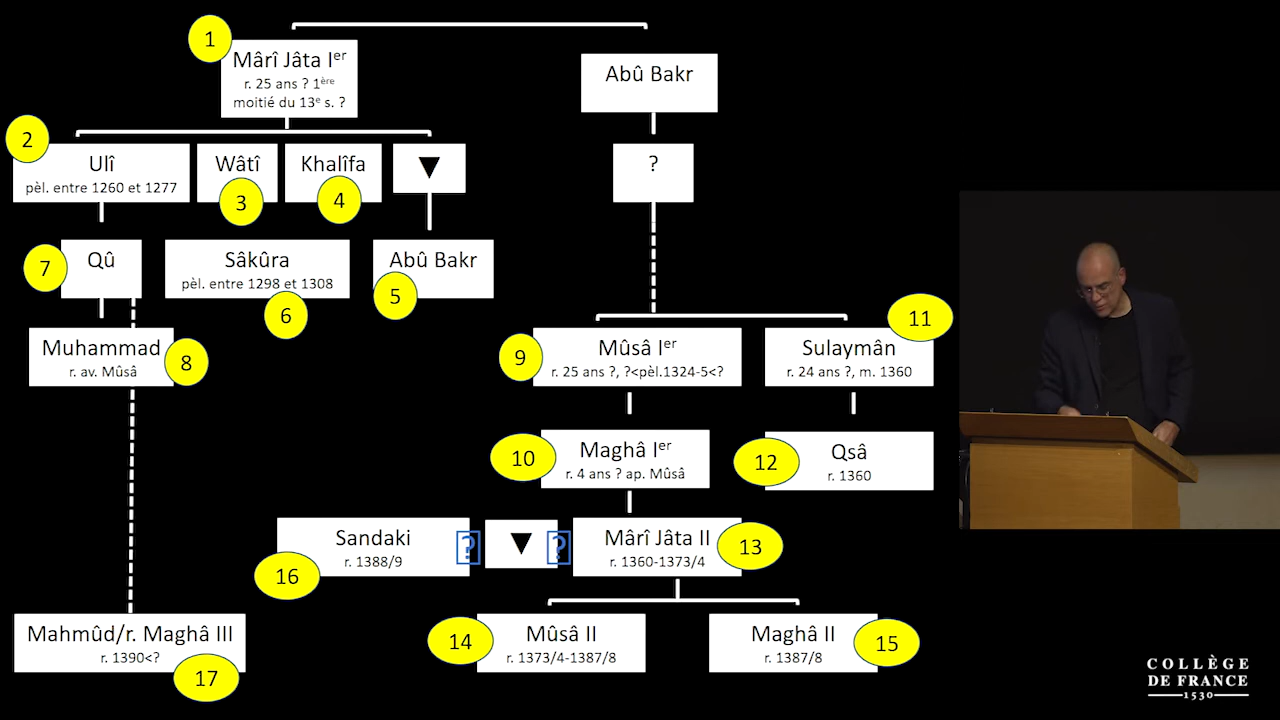 1
Mârî Jâta Iᵉʳ
r. 25 ans ? 1ᵉʳᵉ
moitié du 13ᵉ s. ?
Abû Bakr
2
Ulî
pèl. entre 1260 et 1277
Wâtî
3
Khalîfa
4
?
7
Qû
Sâkûra
pèl. entre 1298 et 1308
6
Abû Bakr
5
Muhammad
r. av. Mûsâ
8
9
Mûsâ Iᵉʳ
r. 25 ans ?, ?<pèl.1324-5<?
11
Sulaymân
r. 24 ans ?, m. 1360
10
Maghâ Iᵉʳ
r. 4 ans ? ap. Mûsâ
12
Qsâ
r. 1360
Sandaki
r. 1388/9
16
?
?
Mârî Jâta II
r. 1360-1373/4
13
Mahmûd/r. Maghâ III
r. 1390<?
17
14
Mûsâ II
r. 1373/4-1387/8
Maghâ II
r. 1387/8
15
COLLÈGE
DE FRANCE
1530